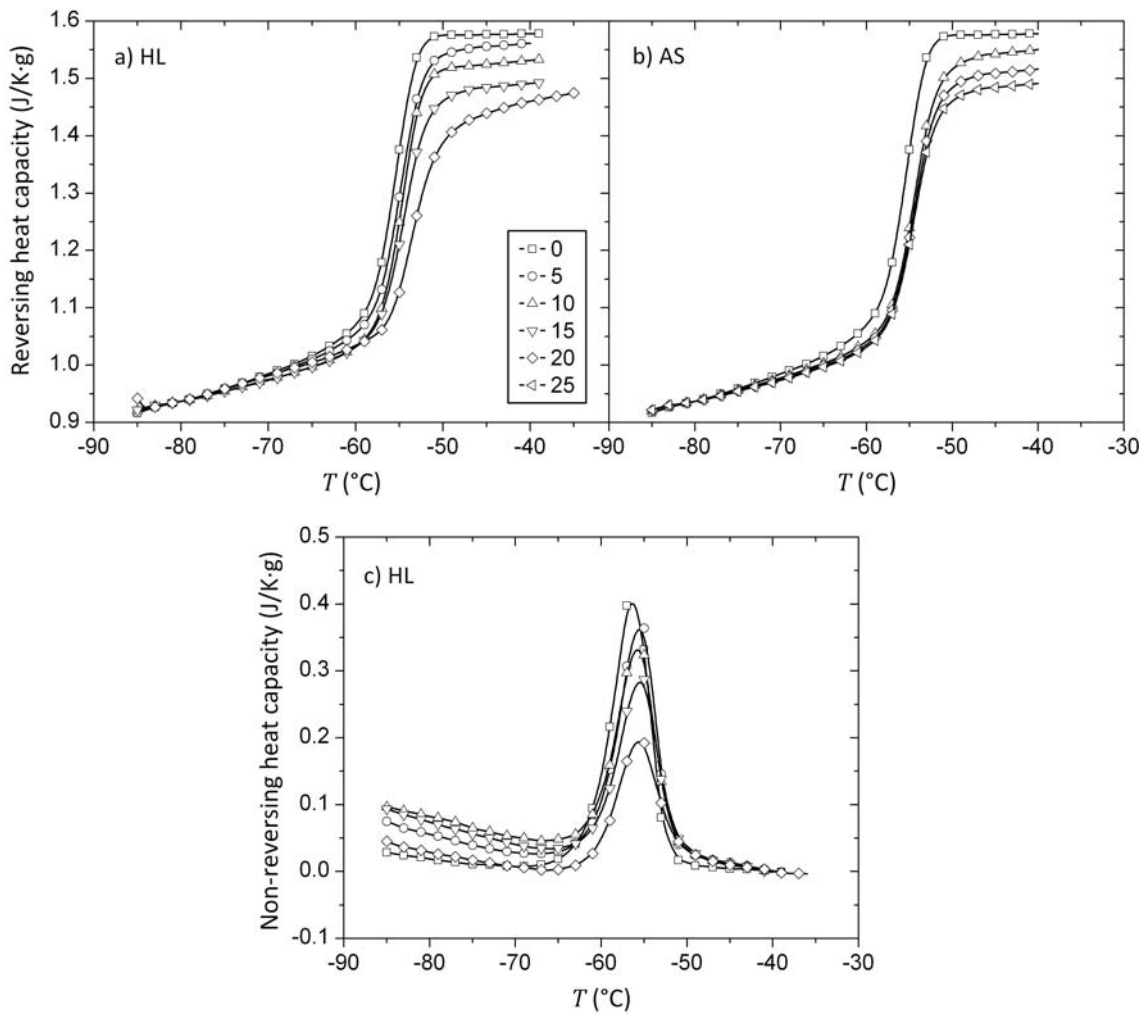 a) HL
b) AS
Reversing heat capacity (J/K·g)
1.6
1.5
1.4
1.3
1.2
1.1
1.0
0.9
0
5
10
15
20
25
-90 -80 -70 -60 -50 -40 -90 -80 -70 -60 -50 -40 -30
T (°C) T (°C)
c) HL
Non-reversing heat capacity (J/K·g)
0.5
0.4
0.3
0.2
0.1
0.0
-0.1
-90 -80 -70 -60 -50 -40 -30
T (°C)